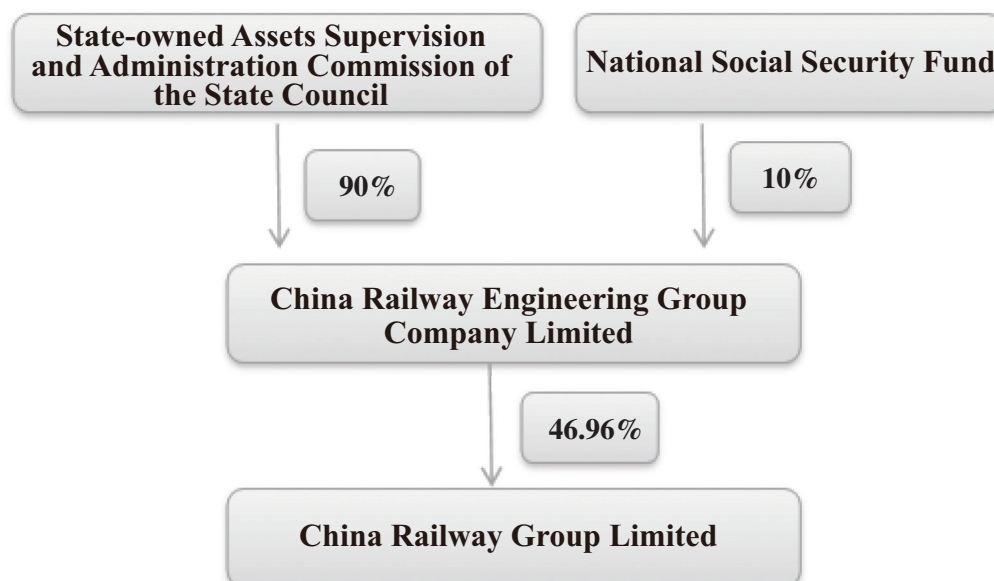 State-owned Assets Supervision
and Administration Commission of
the State Council
National Social Security Fund
90%
10%
China Railway Engineering Group
Company Limited
46.96%
China Railway Group Limited